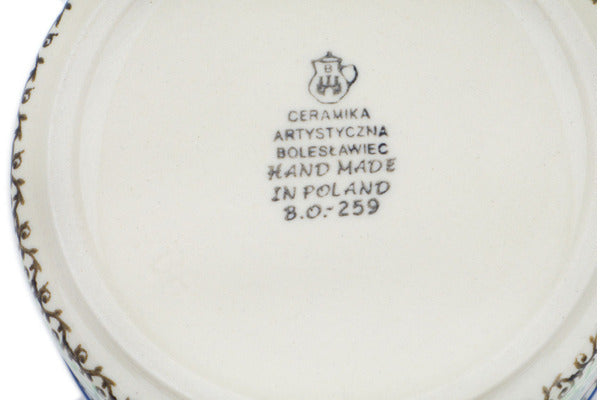 B
CERAMIKA
ARTYSTYCZNA
BOLESŁAWIEC
HAND MADE
IN POLAND
B.O.-259